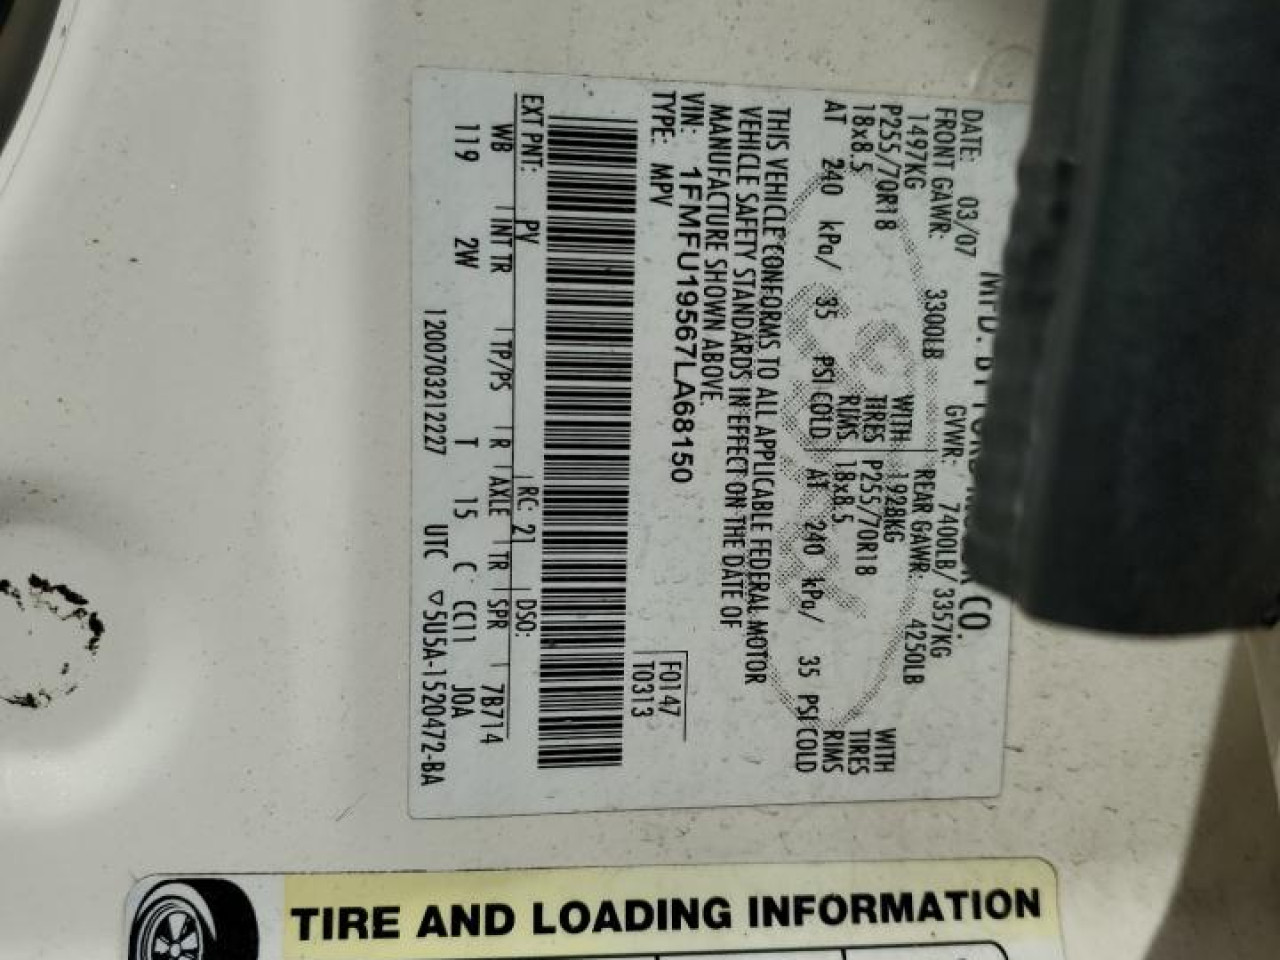 MFD. BY FORD MOTOR CO.
DATE: 03/07 GVWR: 7400LB/ 3357KG
FRONT GAWR: 3300LB REAR GAWR: 4250LB
1497KG WITH 1928KG WITH
P255/70R18 TIRES P255/70R18 TIRES
18x8.5 RIMS 18x8.5 RIMS
AT 240 kPa/ 35 PSI COLD AT 240 kPa/ 35 PSI COLD
THIS VEHICLE CONFORMS TO ALL APPLICABLE FEDERAL MOTOR
VEHICLE SAFETY STANDARDS IN EFFECT ON THE DATE OF
MANUFACTURE SHOWN ABOVE.
VIN: 1FMFU19567LA68150
TYPE: MPV
F0147
T0313
EXT PNT: PV RC: 21 DSO:
WB INT TR TP/PS R AXLE TR SPR 7B714
119 2W T 15 C CC11 J0A
120070321 2227 UTC ▽5U5A-1520472-BA
TIRE AND LOADING INFORMATION